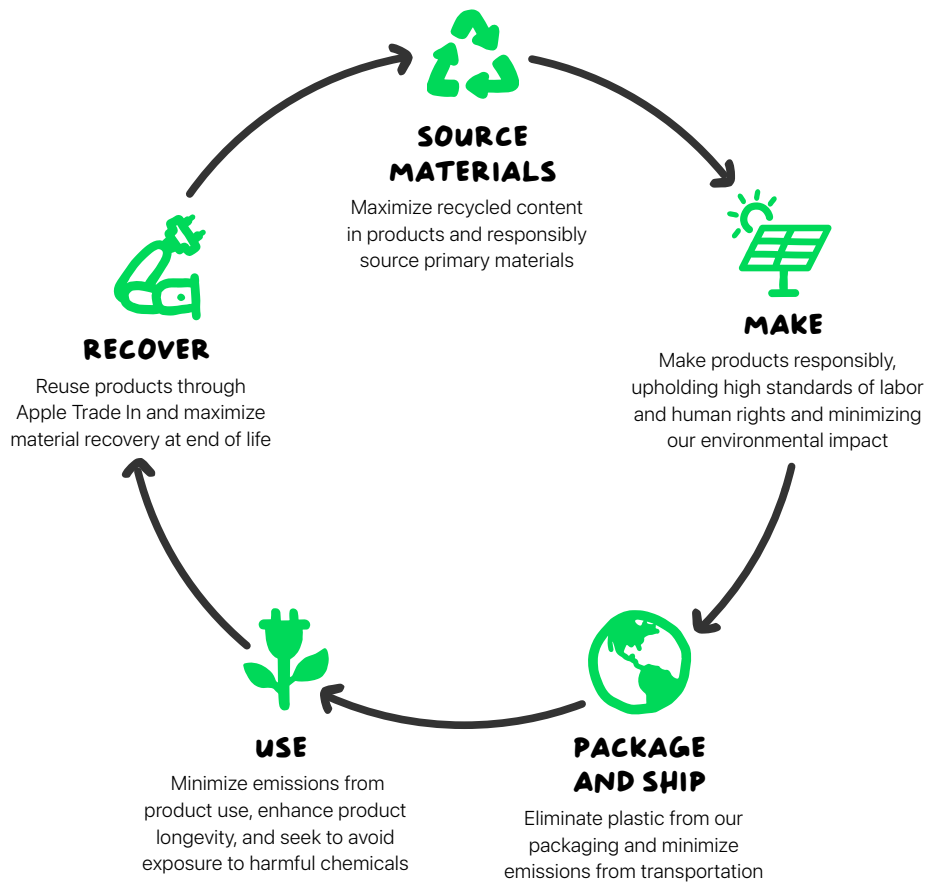 SOURCE
MATERIALS
Maximize recycled content
in products and responsibly
source primary materials
MAKE
Make products responsibly,
upholding high standards of labor
and human rights and minimizing
our environmental impact
PACKAGE
AND SHIP
Eliminate plastic from our
packaging and minimize
emissions from transportation
USE
Minimize emissions from
product use, enhance product
longevity, and seek to avoid
exposure to harmful chemicals
RECOVER
Reuse products through
Apple Trade In and maximize
material recovery at end of life